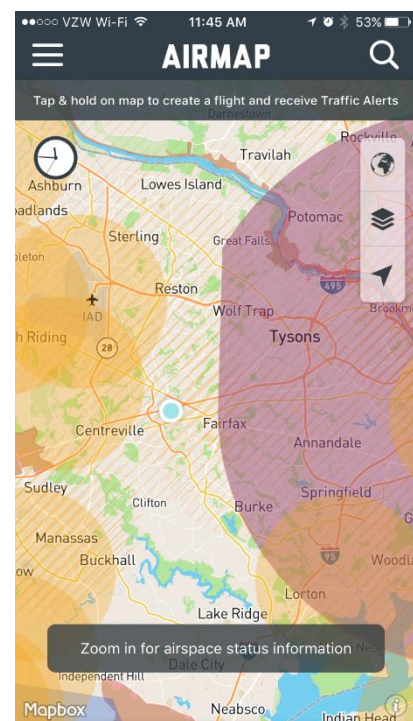 VZW Wi-Fi 11:45 AM 53%
AIRMAP
Tap & hold on map to create a flight and receive Traffic Alerts
Darnestown
Rockville
Travilah
Ashburn
Lowes Island
Potomac
Sterling
Great Falls
495
Reston
IAD
Wolf Trap
Tysons
28
Fairfax
Centreville
Annandale
Sudley
Clifton
Burke
Springfield
Manassas
95
Buckhall
Lorton
Lake Ridge
Zoom in for airspace status information
Dale City
Independent Hill
Mapbox
Neabsco
Indian Head